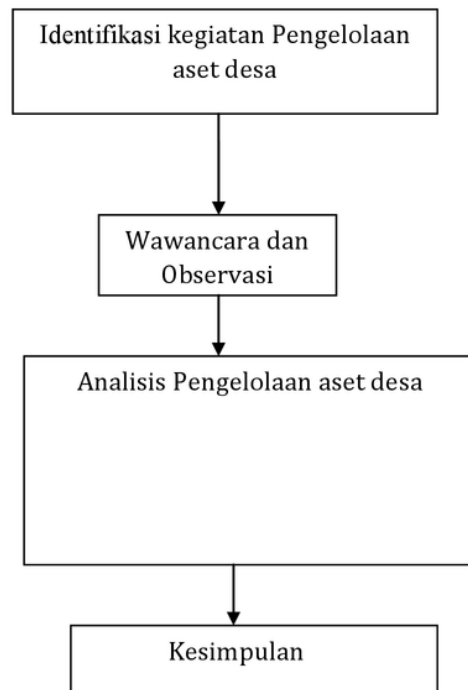 Identifikasi kegiatan Pengelolaan
aset desa
Wawancara dan
Observasi
Analisis Pengelolaan aset desa
Kesimpulan